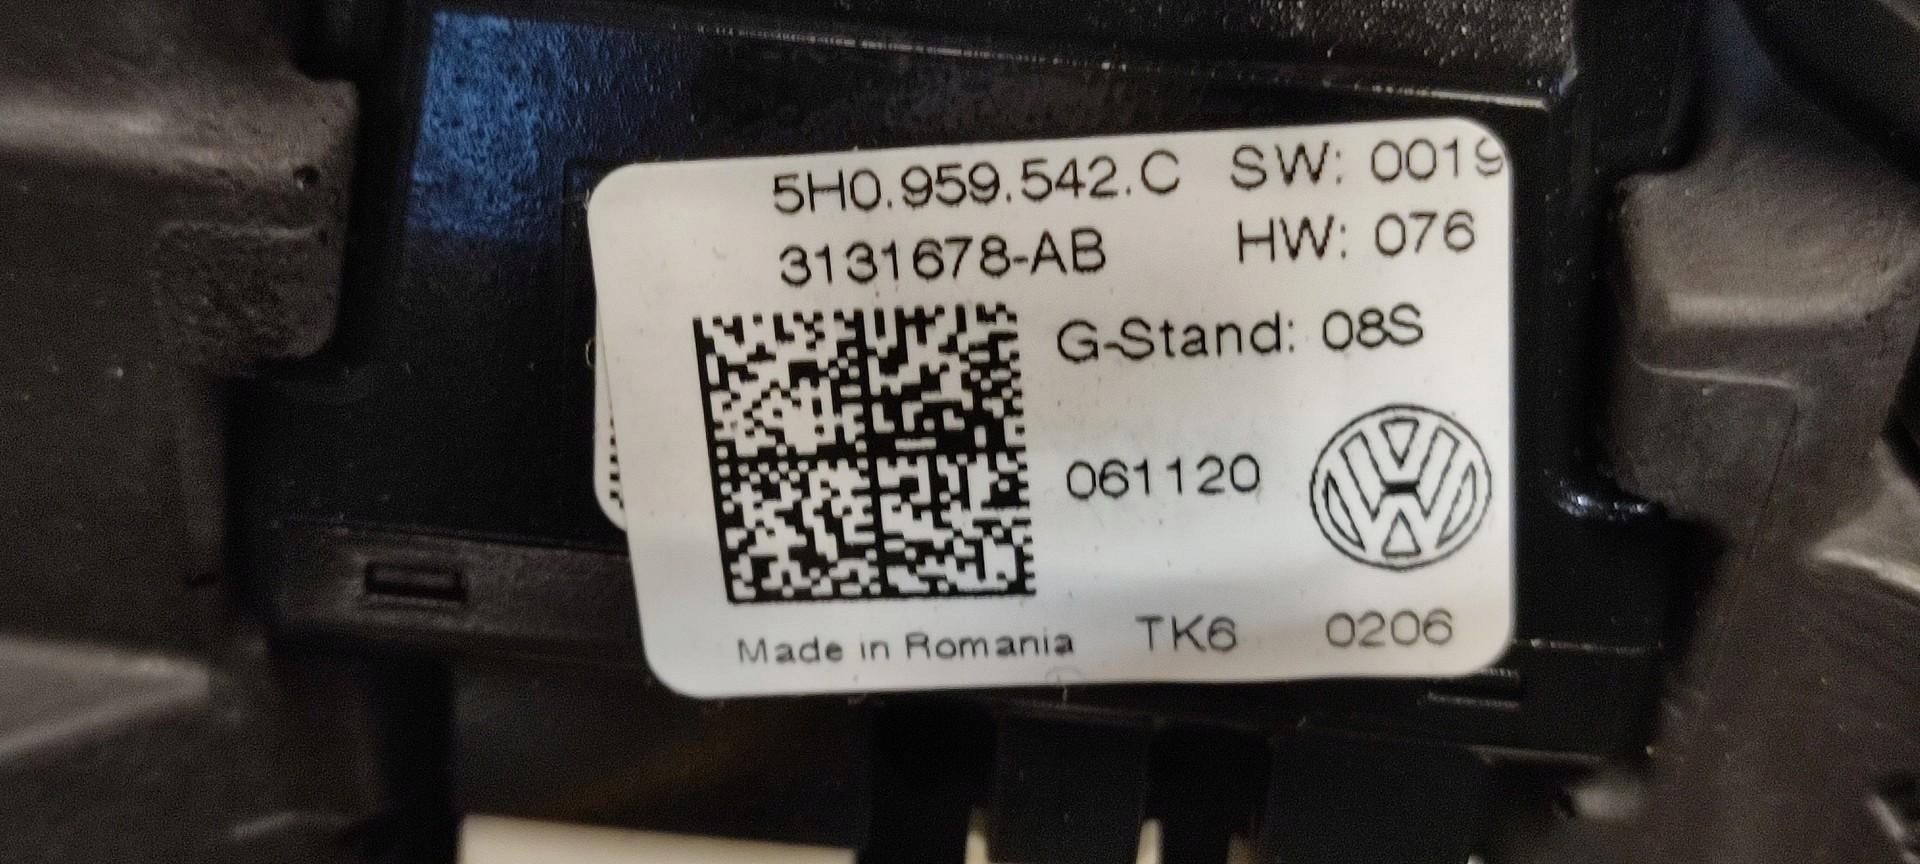 5H0.959.542.C SW: 0019
3131678-AB HW: 076
G-Stand: 08S
061120
Made in Romania TK6 0206